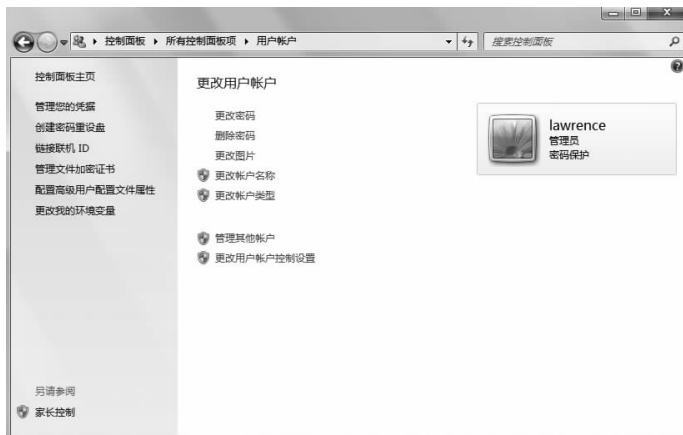 控制面板 ▸ 所有控制面板项 ▸ 用户帐户
搜索控制面板
控制面板主页
管理您的凭据
创建密码重设盘
链接联机 ID
管理文件加密证书
配置高级用户配置文件属性
更改我的环境变量
另请参阅
家长控制
更改用户帐户
更改密码
删除密码
更改图片
更改帐户名称
更改帐户类型
管理其他帐户
更改用户帐户控制设置
lawrence
管理员
密码保护